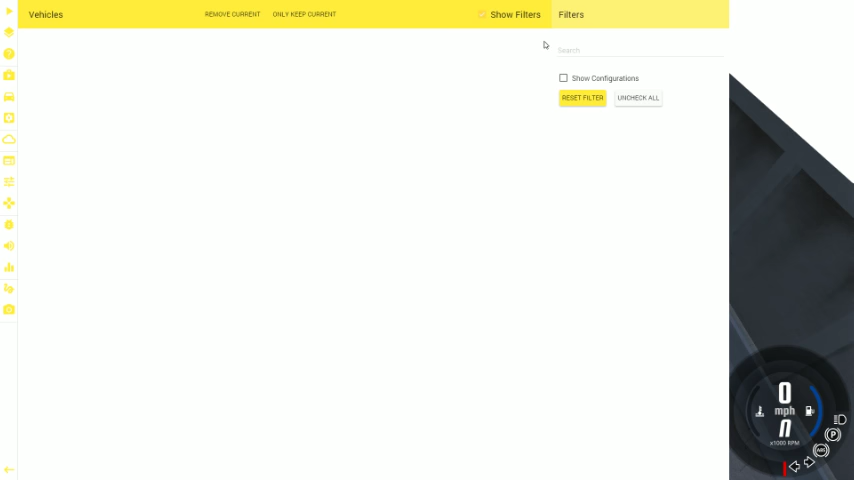 Vehicles
REMOVE CURRENT ONLY KEEP CURRENT
Show Filters
Filters
Search
Show Configurations
RESET FILTER UNCHECK ALL
0
mph
n
x1000 RPM
P
ABS